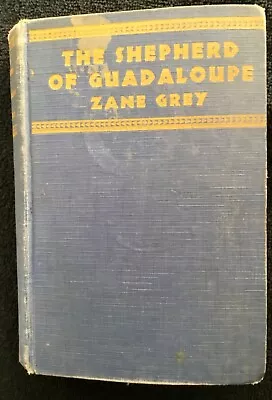 THE SHEPHERD
OF GUADALOUPE
ZANE GREY